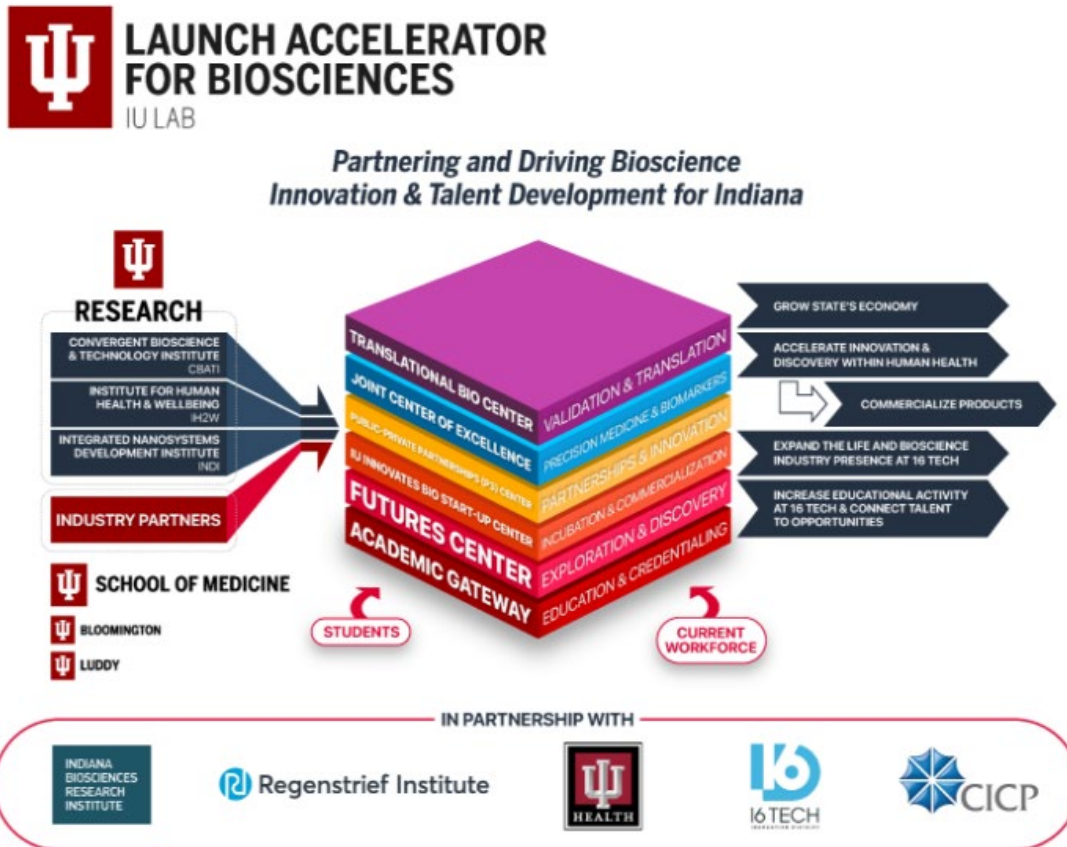 LAUNCH ACCELERATOR
FOR BIOSCIENCES
IU LAB
Partnering and Driving Bioscience
Innovation & Talent Development for Indiana
RESEARCH
CONVERGENT BIOSCIENCE
& TECHNOLOGY INSTITUTE
CBATI
INSTITUTE FOR HUMAN
HEALTH & WELLBEING
IH2W
INTEGRATED NANOSYSTEMS
DEVELOPMENT INSTITUTE
INDI
INDUSTRY PARTNERS
SCHOOL OF MEDICINE
BLOOMINGTON
LUDDY
TRANSLATIONAL BIO CENTER
VALIDATION & TRANSLATION
JOINT CENTER OF EXCELLENCE
PRECISION MEDICINE & BIOMARKERS
PUBLIC-PRIVATE PARTNERSHIPS (P3) CENTER
PARTNERSHIPS & INNOVATION
IU INNOVATES BIO START-UP CENTER
INCUBATION & COMMERCIALIZATION
FUTURES CENTER
EXPLORATION & DISCOVERY
ACADEMIC GATEWAY
EDUCATION & CREDENTIALING
STUDENTS
CURRENT
WORKFORCE
GROW STATE'S ECONOMY
ACCELERATE INNOVATION &
DISCOVERY WITHIN HUMAN HEALTH
COMMERCIALIZE PRODUCTS
EXPAND THE LIFE AND BIOSCIENCE
INDUSTRY PRESENCE AT 16 TECH
INCREASE EDUCATIONAL ACTIVITY
AT 16 TECH & CONNECT TALENT
TO OPPORTUNITIES
IN PARTNERSHIP WITH
INDIANA
BIOSCIENCES
RESEARCH
INSTITUTE
Regenstrief Institute
HEALTH
16
16 TECH
INNOVATION DISTRICT
CICP